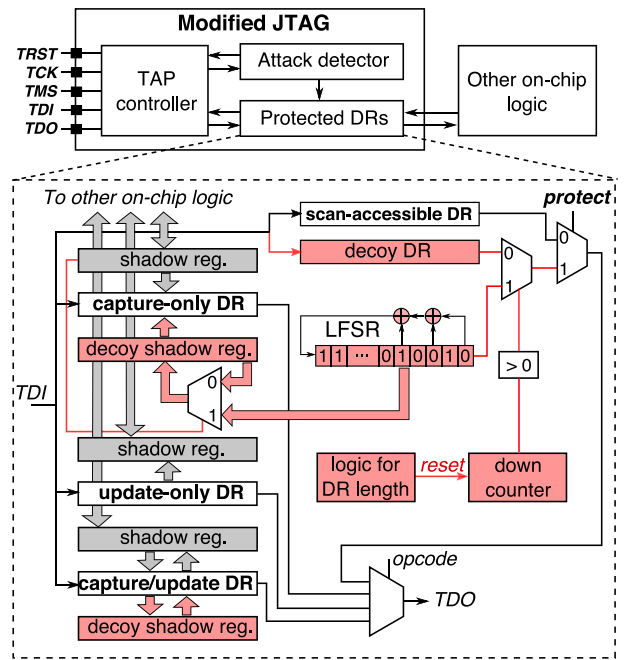 Modified JTAG
TRST
TCK
TMS
TDI
TDO
TAP
controller
Attack detector
Protected DRs
Other on-chip
logic
To other on-chip logic
protect
scan-accessible DR
0
1
shadow reg.
decoy DR
0
1
capture-only DR
LFSR
decoy shadow reg.
1 1 ... 0 1 0 0 1 0
> 0
0
1
TDI
shadow reg.
logic for
DR length
reset
down
counter
update-only DR
shadow reg.
opcode
capture/update DR
TDO
decoy shadow reg.